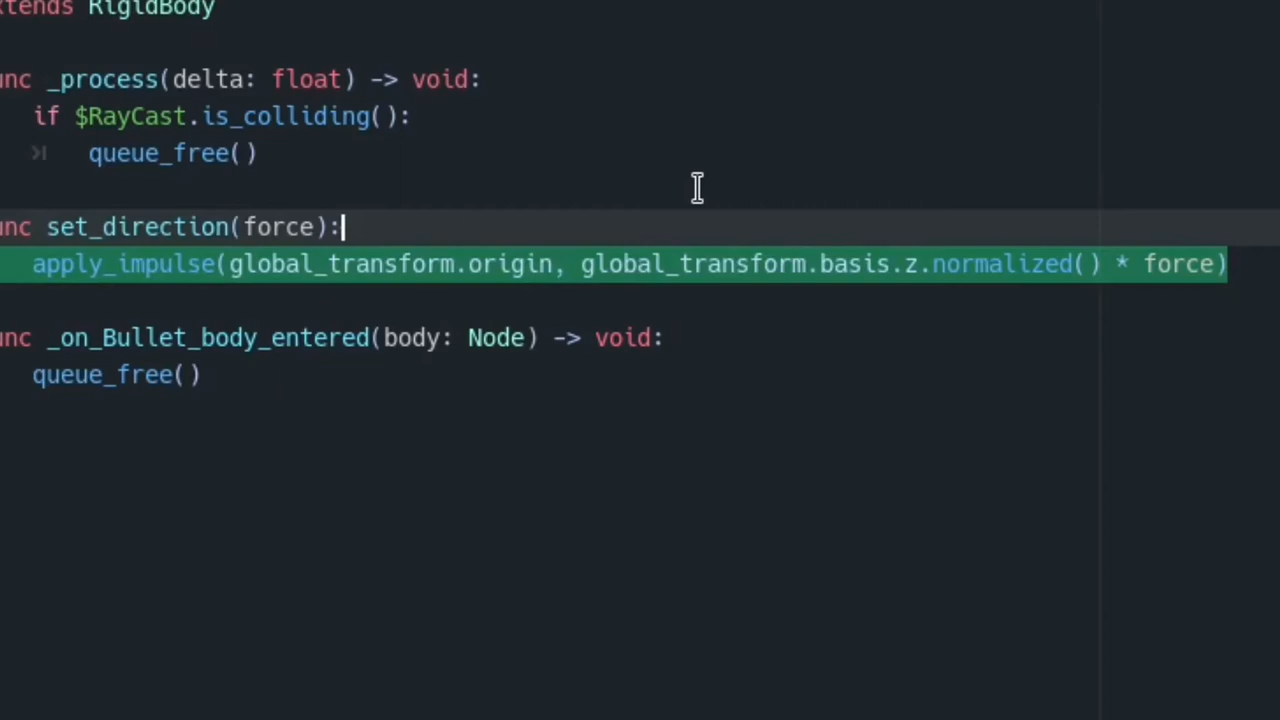 xtends RigidBody
unc _process(delta: float) -> void:
if $RayCast.is_colliding():
queue_free()
unc set_direction(force):
apply_impulse(global_transform.origin, global_transform.basis.z.normalized() * force)
unc _on_Bullet_body_entered(body: Node) -> void:
queue_free()